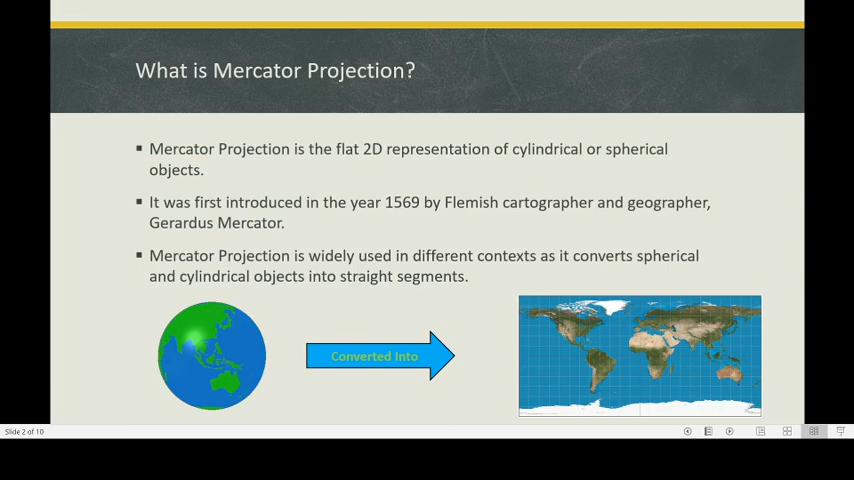 What is Mercator Projection?
▪ Mercator Projection is the flat 2D representation of cylindrical or spherical
objects.
▪ It was first introduced in the year 1569 by Flemish cartographer and geographer,
Gerardus Mercator.
▪ Mercator Projection is widely used in different contexts as it converts spherical
and cylindrical objects into straight segments.
Converted Into
Slide 2 of 10